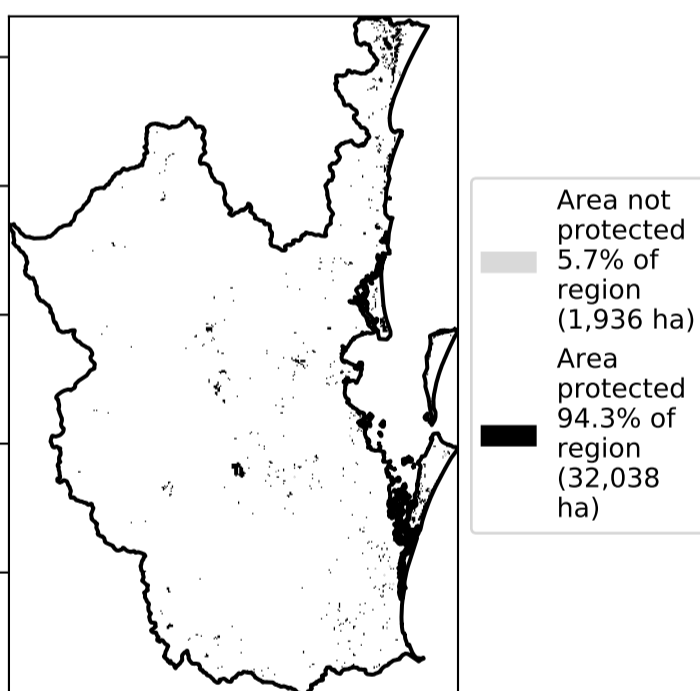 Area not
protected
5.7% of
region
(1,936 ha)
Area
protected
94.3% of
region
(32,038
ha)